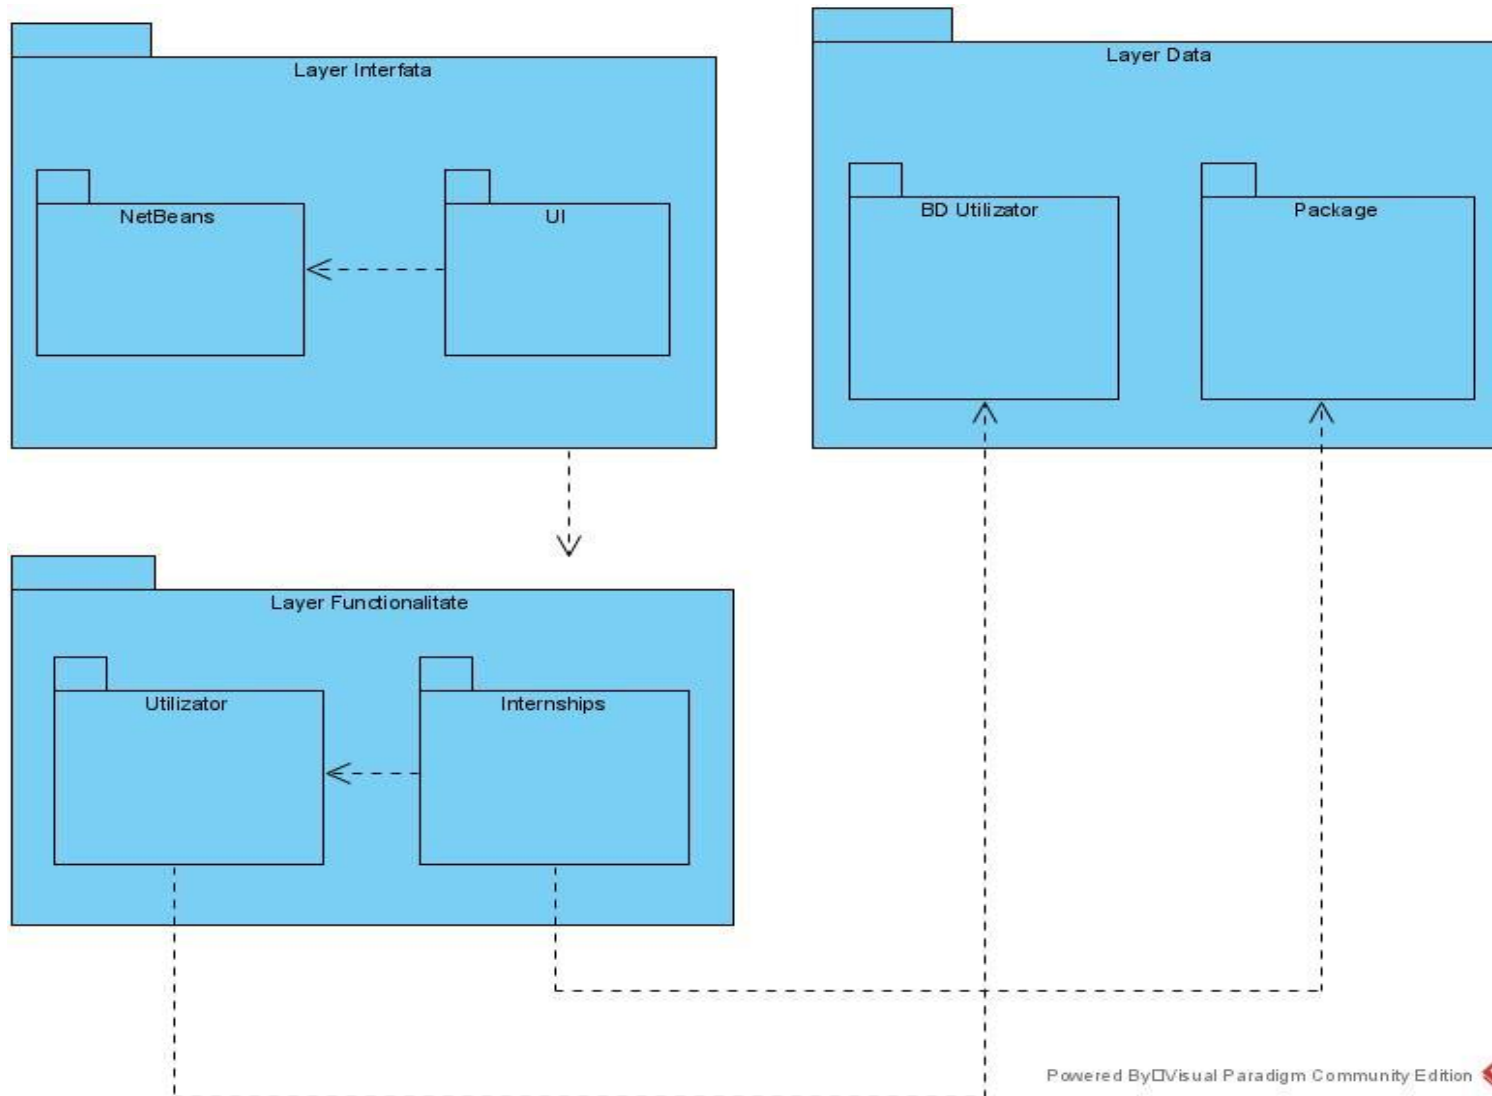 Layer Interfata
NetBeans
UI
Layer Data
BD Utilizator
Package
Layer Functionalitate
Utilizator
Internships
Powered By□Visual Paradigm Community Edition